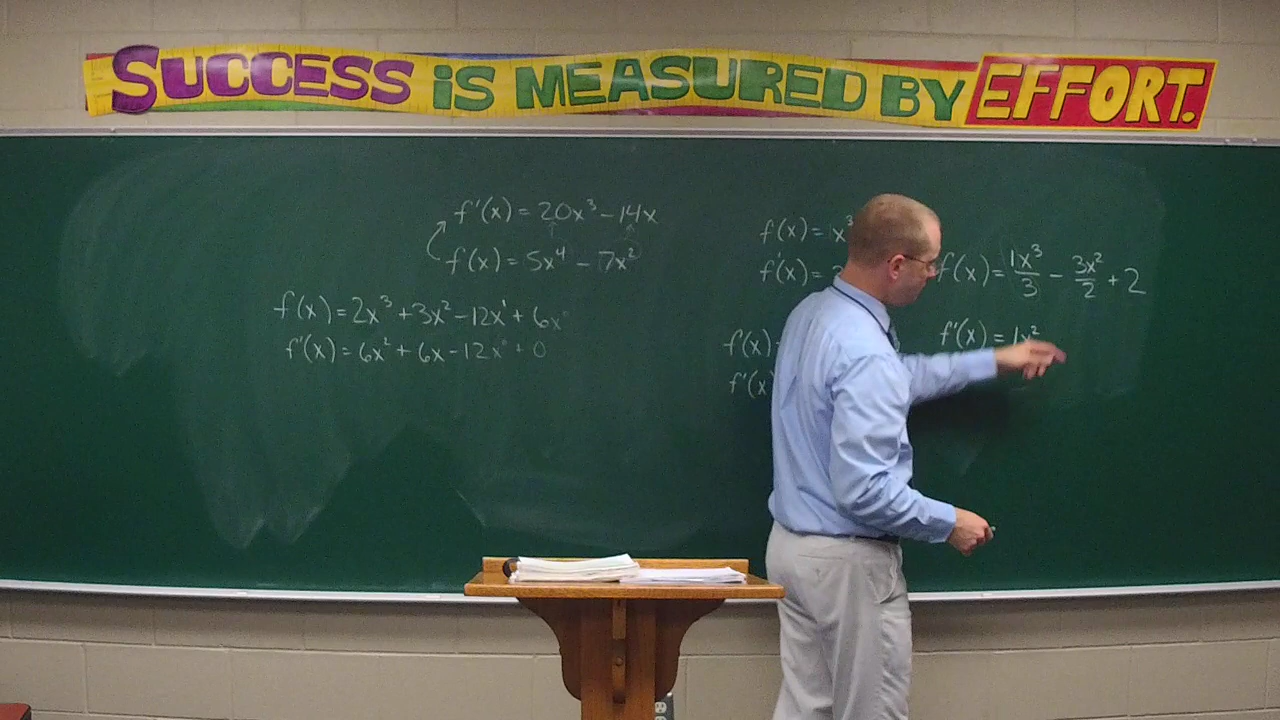 SUCCESS iS MEASURED BY EFFORT.
f'(x) = 20x³ - 14x
f(x) = 5x⁴ - 7x²
f(x) = 2x³ + 3x² - 12x¹ + 6x⁰
f'(x) = 6x² + 6x - 12x⁰ + 0
f(x) = 1x³
f'(x) =
f(x) =
f'(x)
f(x) = 1x³/3 - 3x²/2 + 2
f'(x) = 1x²